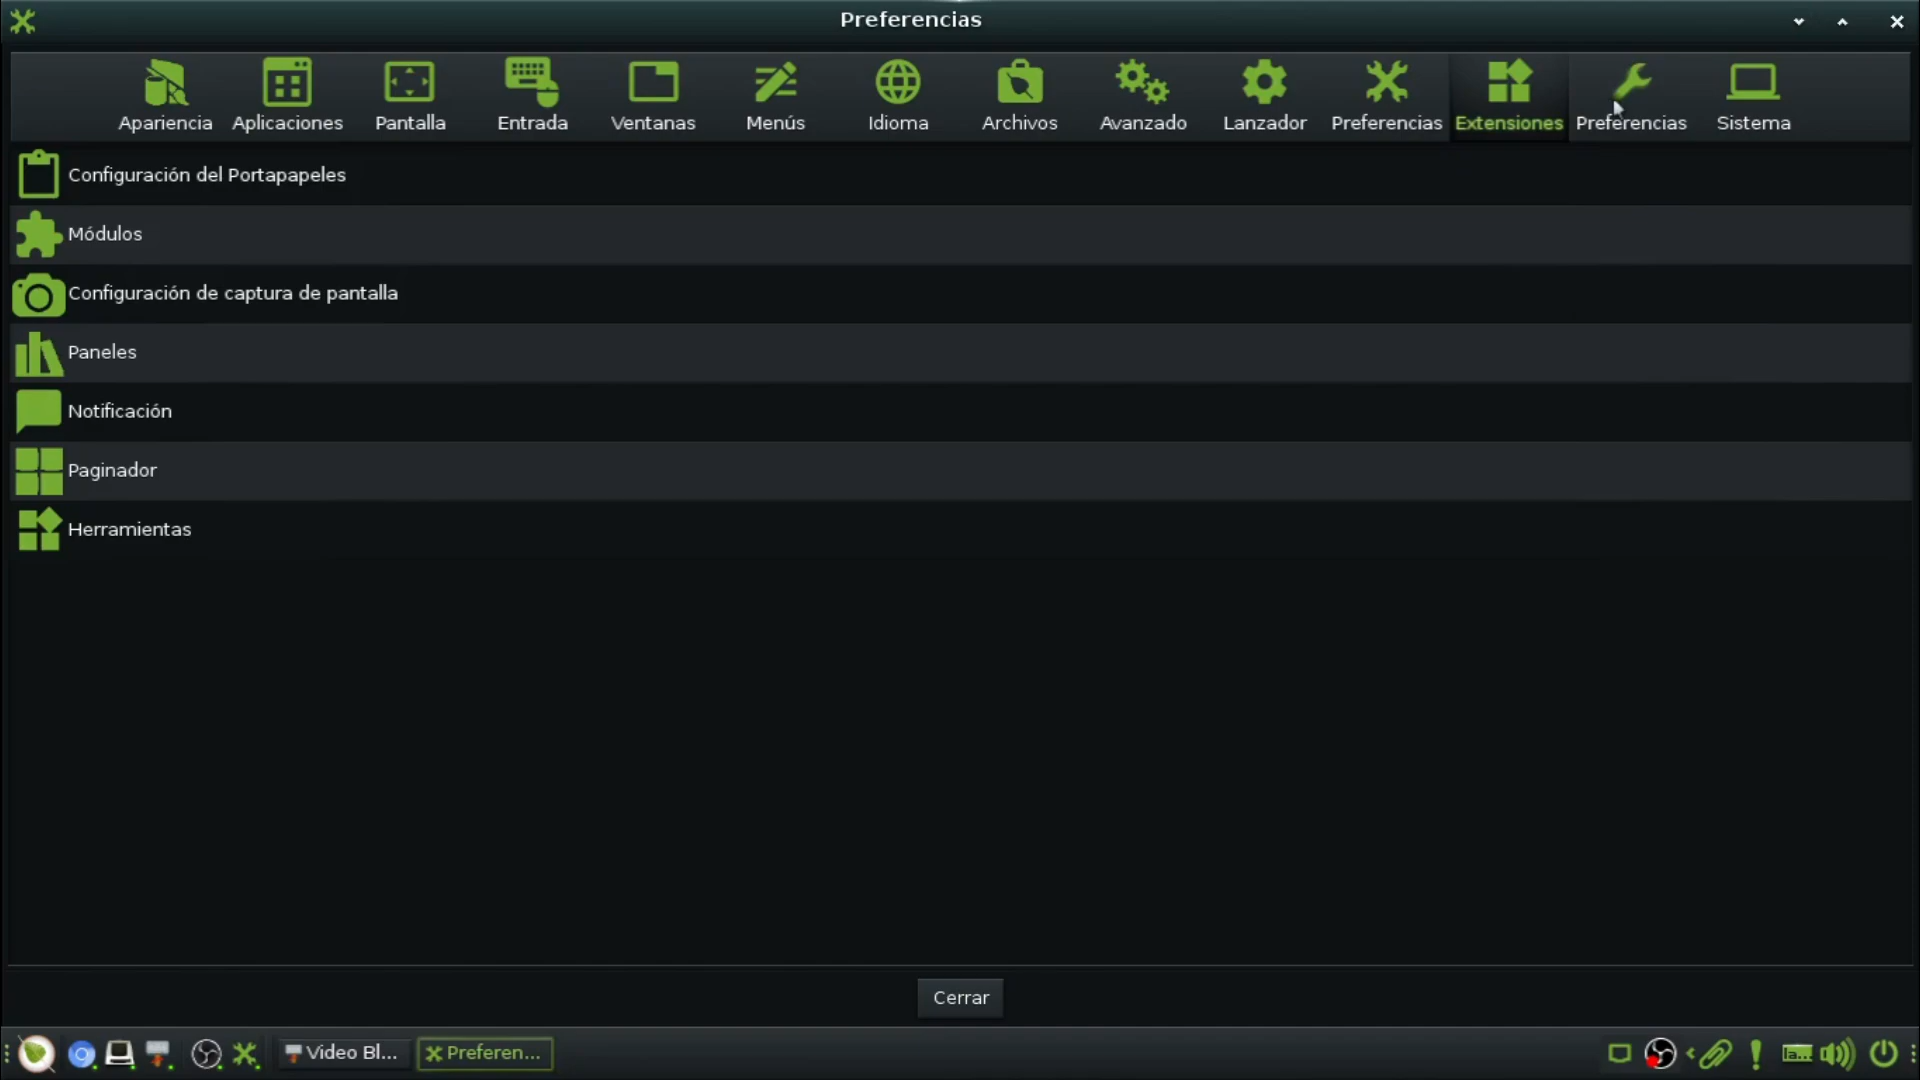 Preferencias
Apariencia Aplicaciones Pantalla Entrada Ventanas Menús Idioma Archivos Avanzado Lanzador Preferencias Extensiones Preferencias Sistema
Configuración del Portapapeles
Módulos
Configuración de captura de pantalla
Paneles
Notificación
Paginador
Herramientas
Cerrar
Video Bl... Preferen...